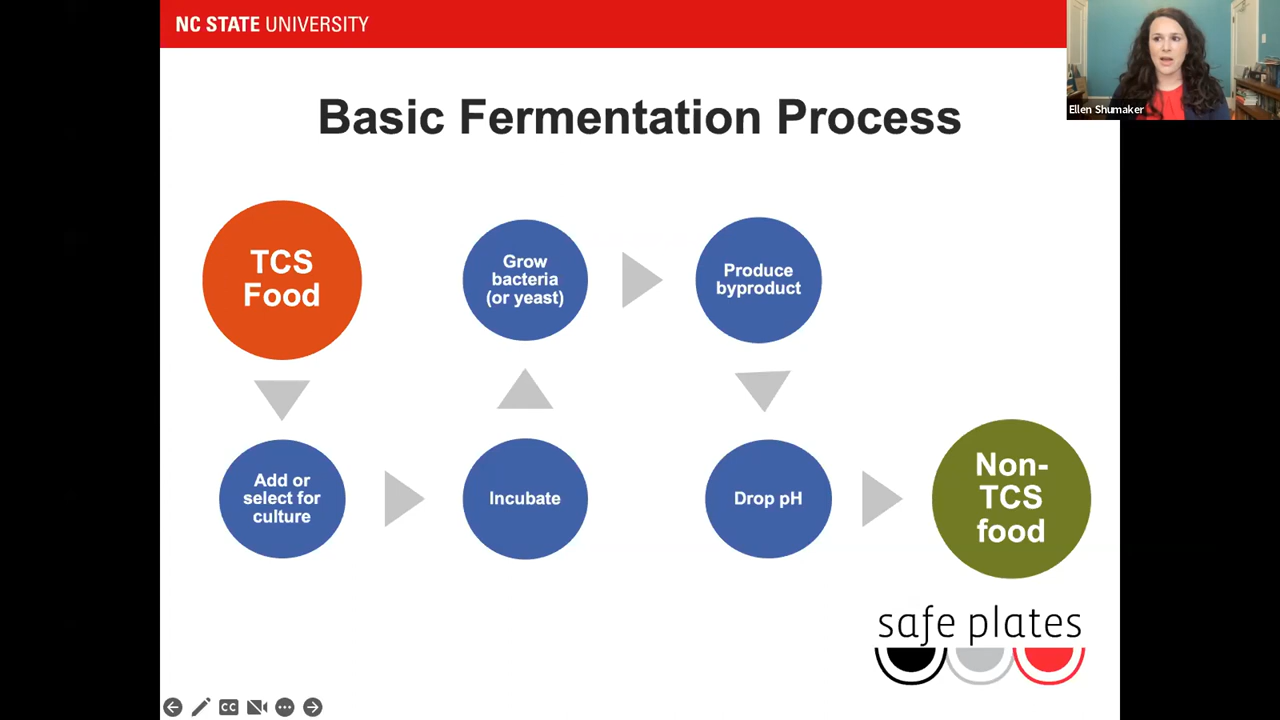 NC STATE UNIVERSITY
Ellen Shumaker
Basic Fermentation Process
TCS
Food
Add or
select for
culture
Incubate
Grow
bacteria
(or yeast)
Produce
byproduct
Drop pH
Non-
TCS
food
safe plates
CC